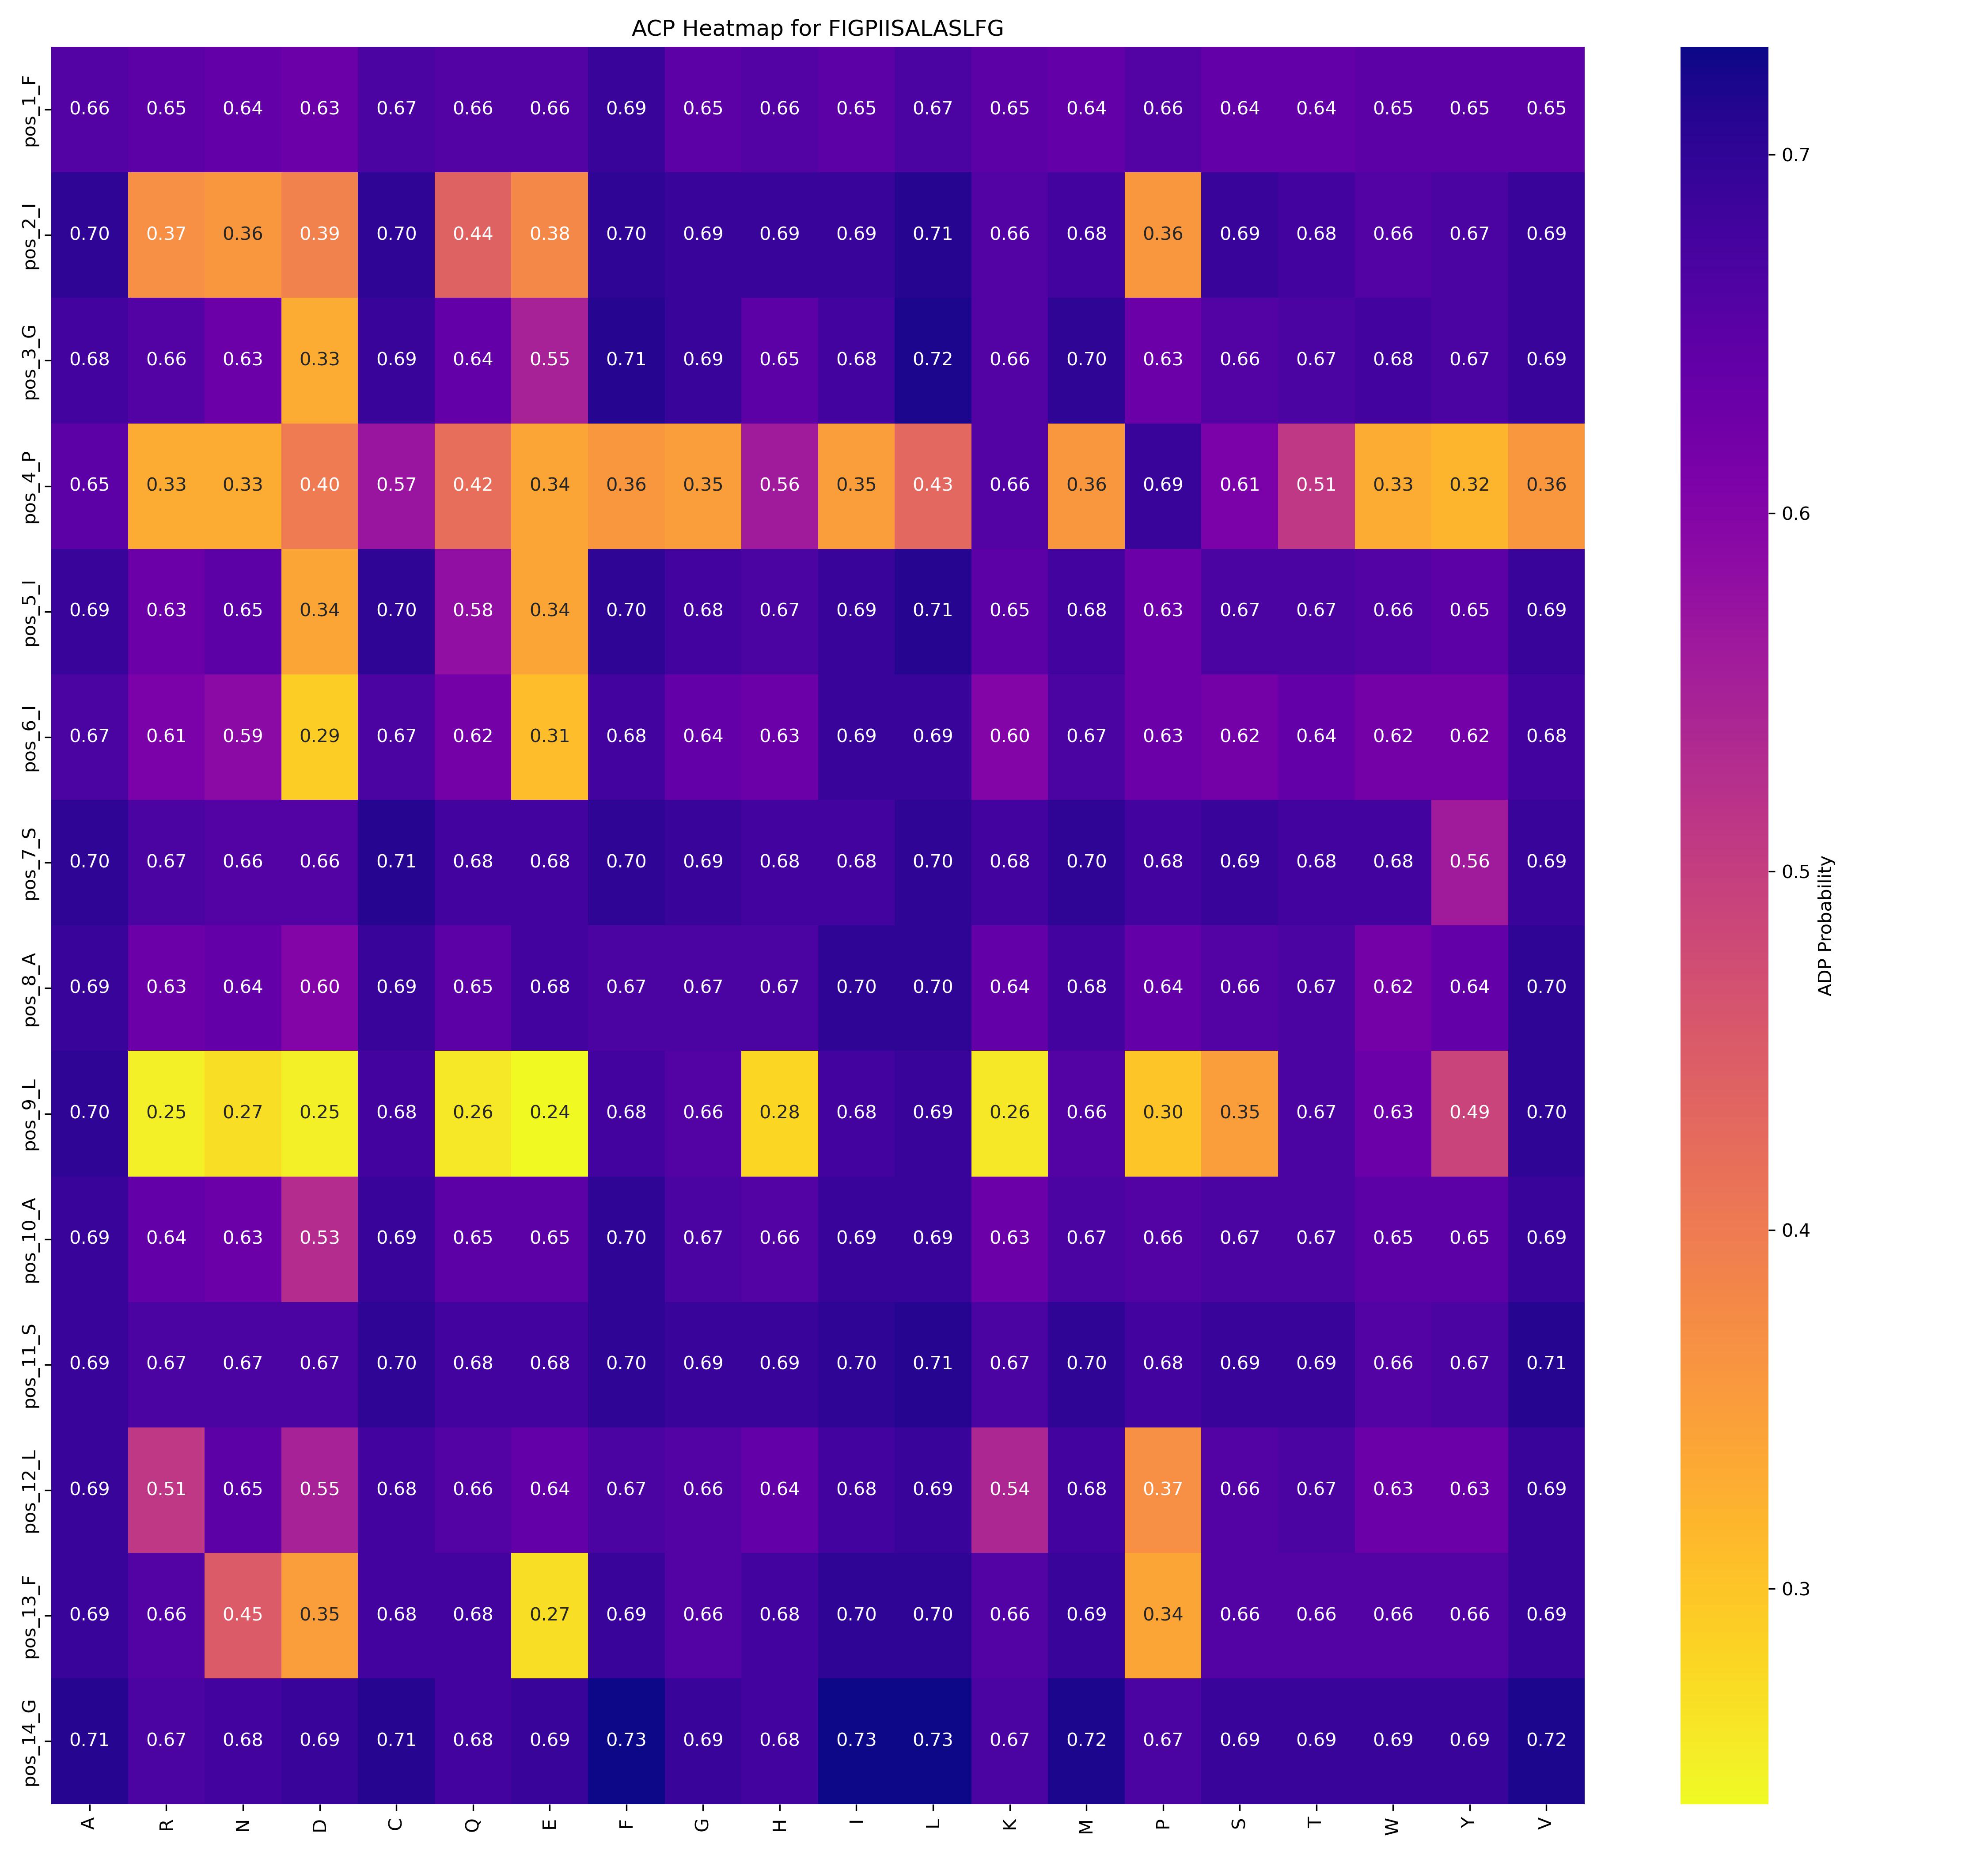 ACP Heatmap for FIGPIISALASLFG
pos_1_F 0.66 0.65 0.64 0.63 0.67 0.66 0.66 0.69 0.65 0.66 0.65 0.67 0.65 0.64 0.66 0.64 0.64 0.65 0.65 0.65
pos_2_I 0.70 0.37 0.36 0.39 0.70 0.44 0.38 0.70 0.69 0.69 0.69 0.71 0.66 0.68 0.36 0.69 0.68 0.66 0.67 0.69
pos_3_G 0.68 0.66 0.63 0.33 0.69 0.64 0.55 0.71 0.69 0.65 0.68 0.72 0.66 0.70 0.63 0.66 0.67 0.68 0.67 0.69
pos_4_P 0.65 0.33 0.33 0.40 0.57 0.42 0.34 0.36 0.35 0.56 0.35 0.43 0.66 0.36 0.69 0.61 0.51 0.33 0.32 0.36
pos_5_I 0.69 0.63 0.65 0.34 0.70 0.58 0.34 0.70 0.68 0.67 0.69 0.71 0.65 0.68 0.63 0.67 0.67 0.66 0.65 0.69
pos_6_I 0.67 0.61 0.59 0.29 0.67 0.62 0.31 0.68 0.64 0.63 0.69 0.69 0.60 0.67 0.63 0.62 0.64 0.62 0.62 0.68
pos_7_S 0.70 0.67 0.66 0.66 0.71 0.68 0.68 0.70 0.69 0.68 0.68 0.70 0.68 0.70 0.68 0.69 0.68 0.68 0.56 0.69
pos_8_A 0.69 0.63 0.64 0.60 0.69 0.65 0.68 0.67 0.67 0.67 0.70 0.70 0.64 0.68 0.64 0.66 0.67 0.62 0.64 0.70
pos_9_L 0.70 0.25 0.27 0.25 0.68 0.26 0.24 0.68 0.66 0.28 0.68 0.69 0.26 0.66 0.30 0.35 0.67 0.63 0.49 0.70
pos_10_A 0.69 0.64 0.63 0.53 0.69 0.65 0.65 0.70 0.67 0.66 0.69 0.69 0.63 0.67 0.66 0.67 0.67 0.65 0.65 0.69
pos_11_S 0.69 0.67 0.67 0.67 0.70 0.68 0.68 0.70 0.69 0.69 0.70 0.71 0.67 0.70 0.68 0.69 0.69 0.66 0.67 0.71
pos_12_L 0.69 0.51 0.65 0.55 0.68 0.66 0.64 0.67 0.66 0.64 0.68 0.69 0.54 0.68 0.37 0.66 0.67 0.63 0.63 0.69
pos_13_F 0.69 0.66 0.45 0.35 0.68 0.68 0.27 0.69 0.66 0.68 0.70 0.70 0.66 0.69 0.34 0.66 0.66 0.66 0.66 0.69
pos_14_G 0.71 0.67 0.68 0.69 0.71 0.68 0.69 0.73 0.69 0.68 0.73 0.73 0.67 0.72 0.67 0.69 0.69 0.69 0.69 0.72
A R N D C Q E F G H I L K M P S T W Y V
0.7
0.6
0.5
0.4
0.3
ADP Probability